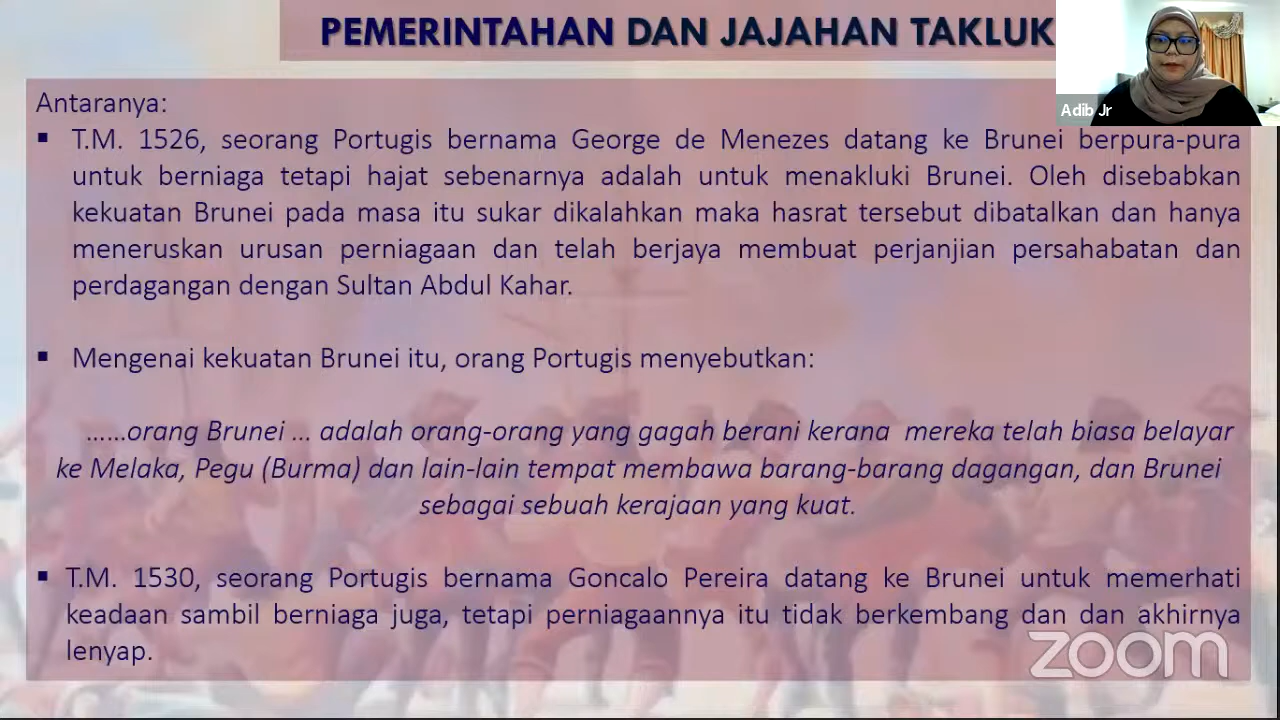 PEMERINTAHAN DAN JAJAHAN TAKLUK
Adib Jr
Antaranya:
▪ T.M. 1526, seorang Portugis bernama George de Menezes datang ke Brunei berpura-pura
untuk berniaga tetapi hajat sebenarnya adalah untuk menakluki Brunei. Oleh disebabkan
kekuatan Brunei pada masa itu sukar dikalahkan maka hasrat tersebut dibatalkan dan hanya
meneruskan urusan perniagaan dan telah berjaya membuat perjanjian persahabatan dan
perdagangan dengan Sultan Abdul Kahar.
▪ Mengenai kekuatan Brunei itu, orang Portugis menyebutkan:
……orang Brunei … adalah orang-orang yang gagah berani kerana mereka telah biasa belayar
ke Melaka, Pegu (Burma) dan lain-lain tempat membawa barang-barang dagangan, dan Brunei
sebagai sebuah kerajaan yang kuat.
▪ T.M. 1530, seorang Portugis bernama Goncalo Pereira datang ke Brunei untuk memerhati
keadaan sambil berniaga juga, tetapi perniagaannya itu tidak berkembang dan dan akhirnya
lenyap.
zoom